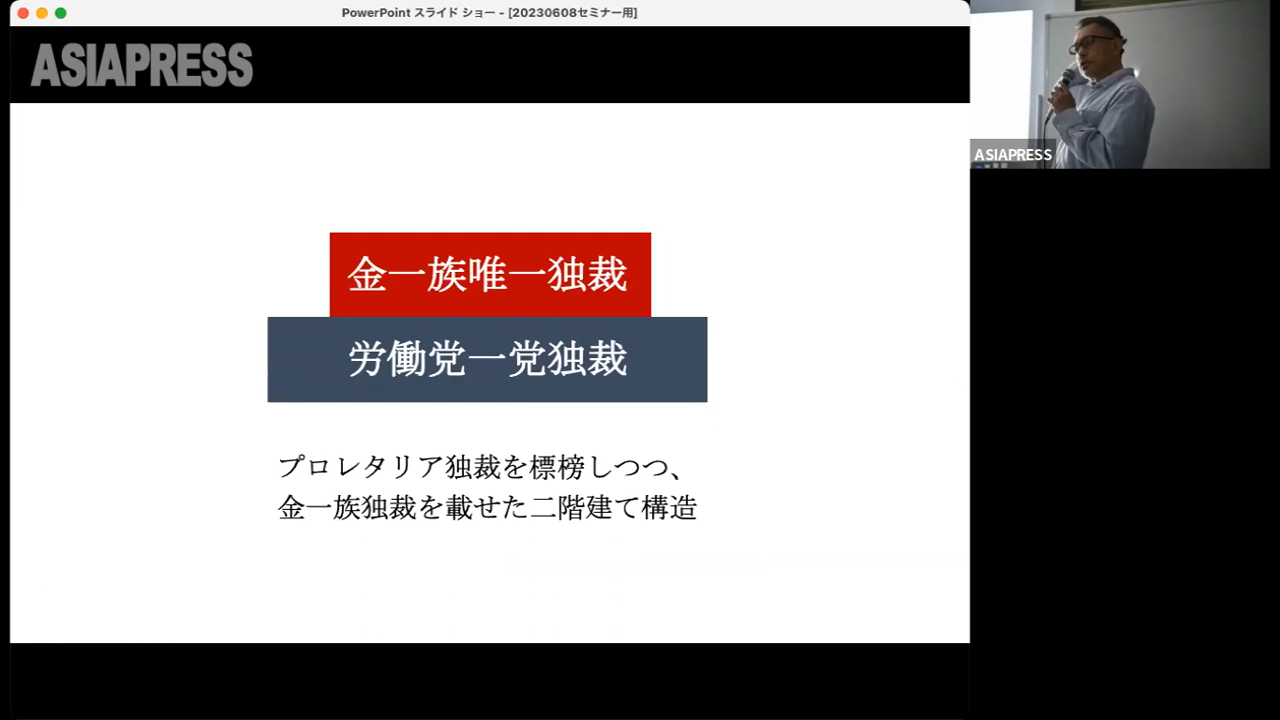 PowerPoint スライド ショー - [20230608セミナー用]
ASIAPRESS
ASIAPRESS
金一族唯一独裁
労働党一党独裁
プロレタリア独裁を標榜しつつ、
金一族独裁を載せた二階建て構造